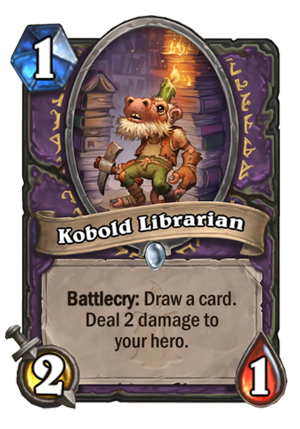 1
Kobold Librarian
Battlecry: Draw a card.
Deal 2 damage to
your hero.
2
1